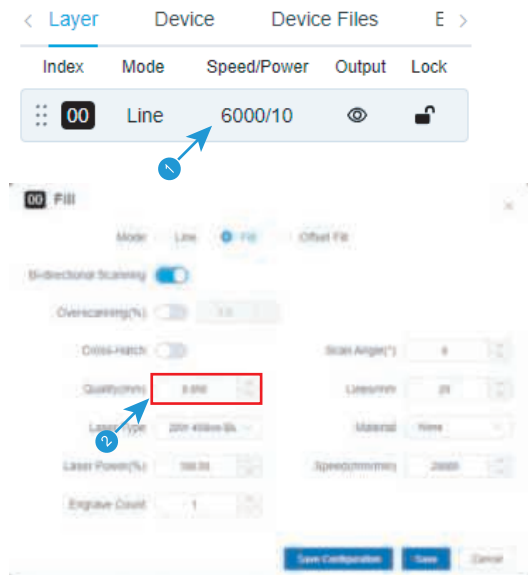 Layer Device Device Files E
Index Mode Speed/Power Output Lock
00 Line 6000/10
1
00 Fill
Mode Line Fill Offset Fill
Bi-directional Scanning
Overscanning(%)
Cross-Hatch Scan Angle(°)
Quality(mm) Lines/mm 20
2
Laser Type Material None
Laser Power(%) Speed(mm/min)
Engrave Count 1
Save Configuration Save Cancel